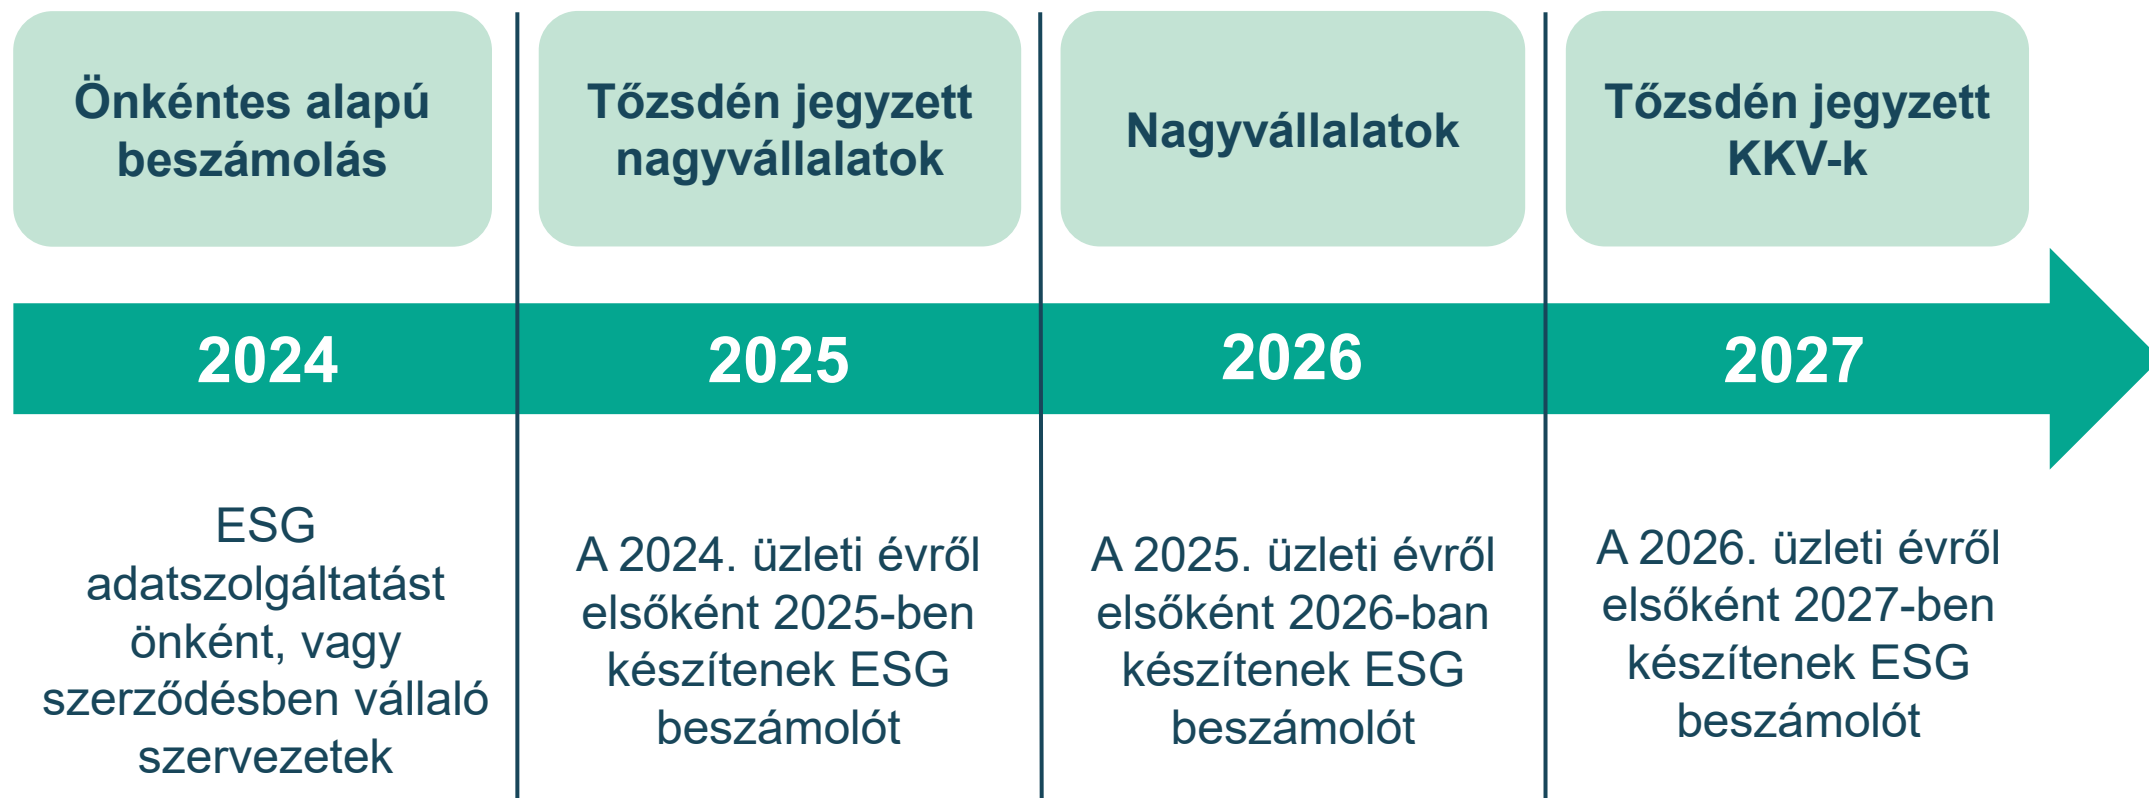 Önkéntes alapú
beszámolás
Tőzsdén jegyzett
nagyvállalatok
Nagyvállalatok
Tőzsdén jegyzett
KKV-k
2024
2025
2026
2027
ESG
adatszolgáltatást
önként, vagy
szerződésben vállaló
szervezetek
A 2024. üzleti évről
elsőként 2025-ben
készítenek ESG
beszámolót
A 2025. üzleti évről
elsőként 2026-ban
készítenek ESG
beszámolót
A 2026. üzleti évről
elsőként 2027-ben
készítenek ESG
beszámolót